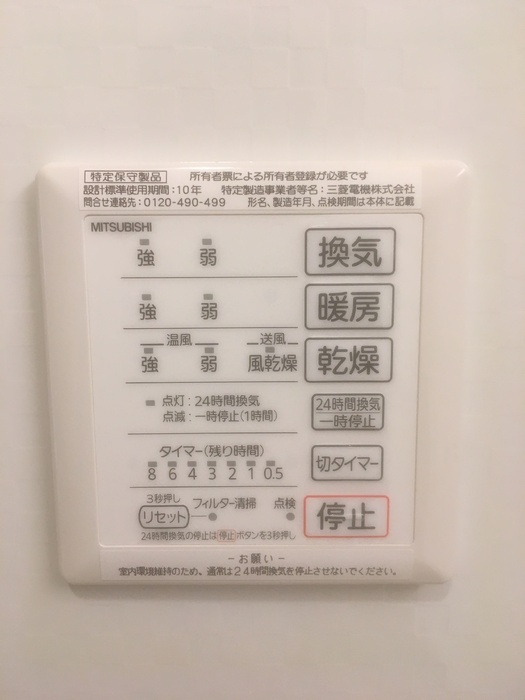 特定保守製品 所有者票による所有者登録が必要です
設計標準使用期間:10年 特定製造事業者等名:三菱電機株式会社
問合せ連絡先:0120-490-499 形名、製造年月、点検期間は本体に記載
MITSUBISHI
強 弱 換気
強 弱 暖房
温風 送風
強 弱 風乾燥 乾燥
点灯:24時間換気
点滅:一時停止(1時間)
24時間換気
一時停止
タイマー(残り時間)
8 6 4 3 2 1 0.5
切タイマー
3秒押し
リセット フィルター清掃 点検 停止
24時間換気の停止は停止ボタンを3秒押し
-お願い-
室内環境維持のため、通常は24時間換気を停止させないでください。